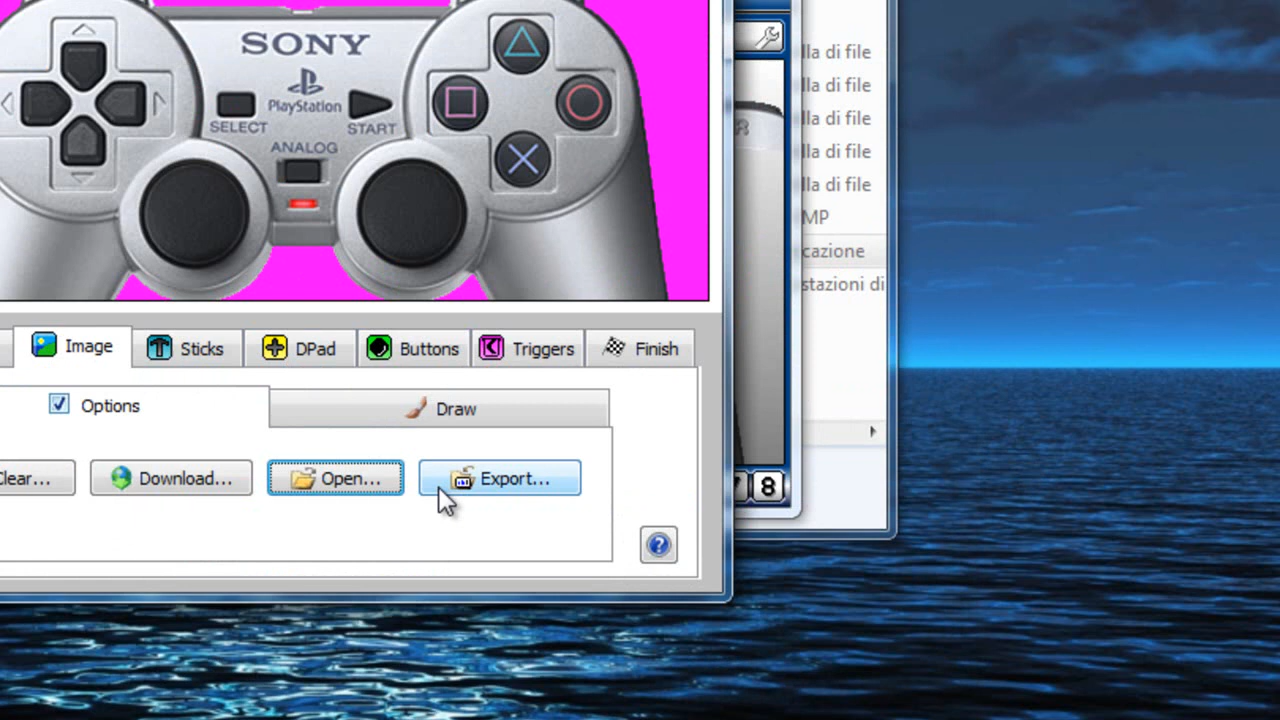 SONY
PlayStation
SELECT
START
ANALOG
lla di file
lla di file
lla di file
lla di file
lla di file
MP
cazione
stazioni di
Image
Sticks
DPad
Buttons
Triggers
Finish
Options
Draw
Clear...
Download...
Open...
Export...
8